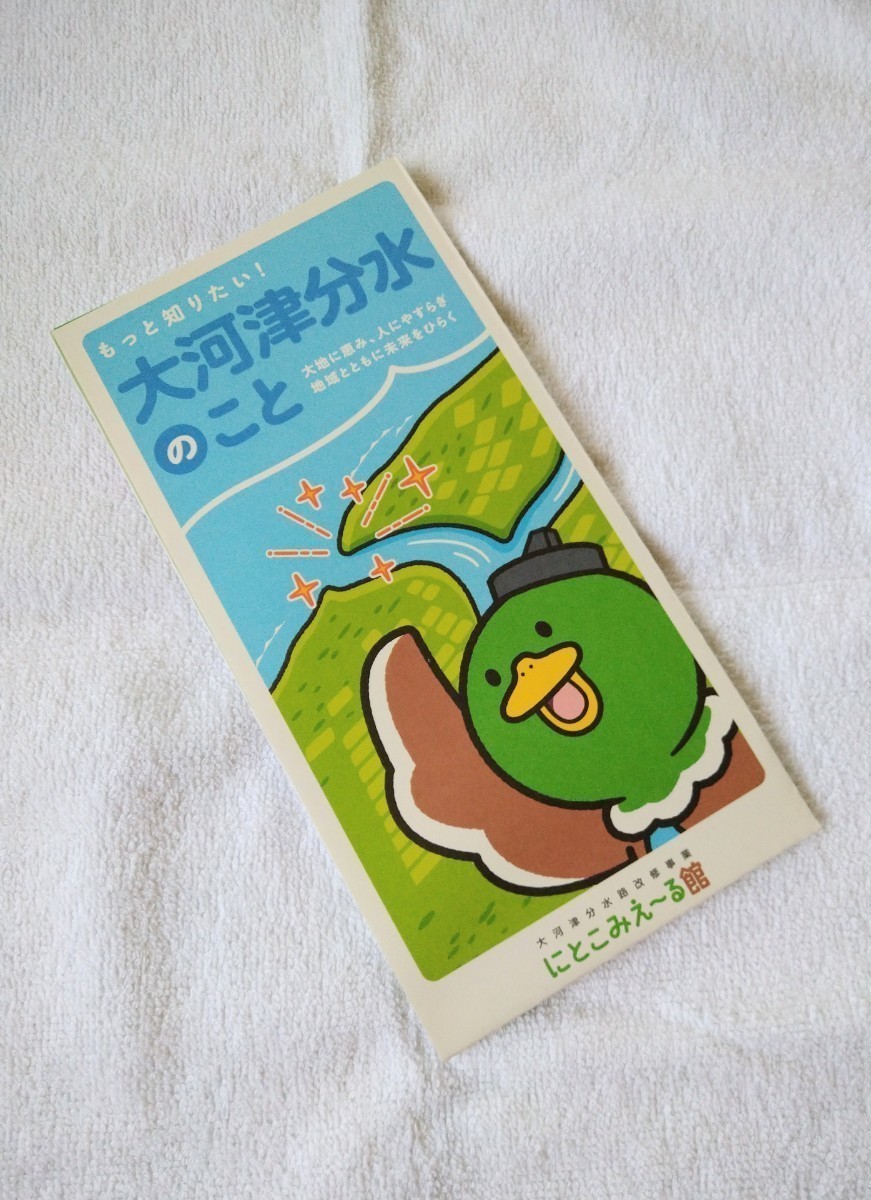 もっと知りたい!
大河津分水
のこと
大地に恵み、人にやすらぎ
地域とともに未来をひらく
大河津分水路改修事業
にとこみえ〜る館